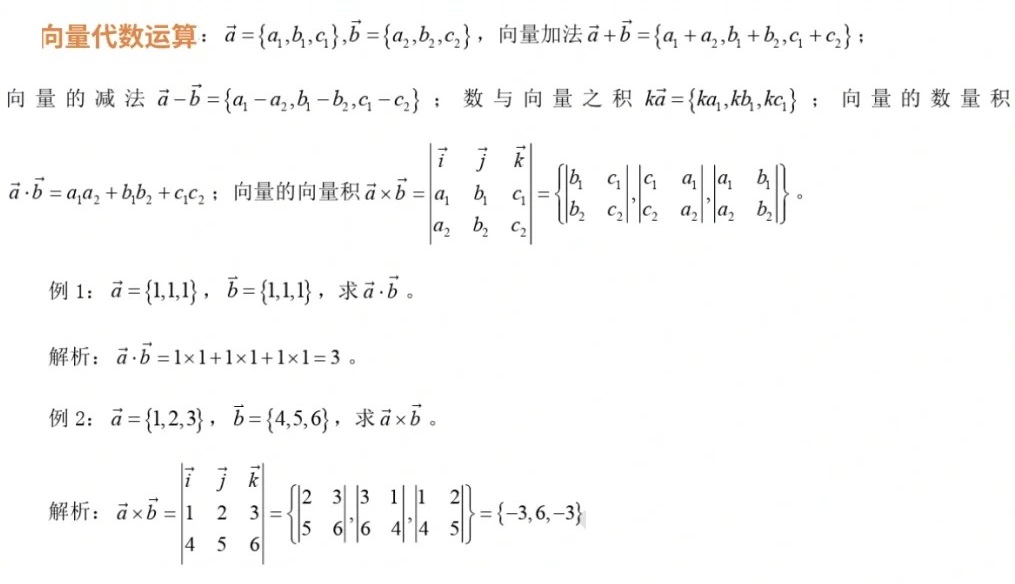 向量代数运算：$\vec{a}=\{a_1,b_1,c_1\},\vec{b}=\{a_2,b_2,c_2\}$，向量加法$\vec{a}+\vec{b}=\{a_1+a_2,b_1+b_2,c_1+c_2\}$；
向量的减法 $\vec{a}-\vec{b}=\{a_1-a_2,b_1-b_2,c_1-c_2\}$；数与向量之积 $k\vec{a}=\{ka_1,kb_1,kc_1\}$；向量的数量积
$\vec{a}\cdot\vec{b}=a_1a_2+b_1b_2+c_1c_2$；向量的向量积$\vec{a}\times\vec{b}=\begin{vmatrix}\vec{i}&\vec{j}&\vec{k}\\a_1&b_1&c_1\\a_2&b_2&c_2\end{vmatrix}=\left\{\begin{vmatrix}b_1&c_1\\b_2&c_2\end{vmatrix},\begin{vmatrix}c_1&a_1\\c_2&a_2\end{vmatrix},\begin{vmatrix}a_1&b_1\\a_2&b_2\end{vmatrix}\right\}$。
例 1：$\vec{a}=\{1,1,1\}$，$\vec{b}=\{1,1,1\}$，求$\vec{a}\cdot\vec{b}$。
解析：$\vec{a}\cdot\vec{b}=1\times1+1\times1+1\times1=3$。
例 2：$\vec{a}=\{1,2,3\}$，$\vec{b}=\{4,5,6\}$，求$\vec{a}\times\vec{b}$。
解析：$\vec{a}\times\vec{b}=\begin{vmatrix}\vec{i}&\vec{j}&\vec{k}\\1&2&3\\4&5&6\end{vmatrix}=\left\{\begin{vmatrix}2&3\\5&6\end{vmatrix},\begin{vmatrix}3&1\\6&4\end{vmatrix},\begin{vmatrix}1&2\\4&5\end{vmatrix}\right\}=\{-3,6,-3\}$